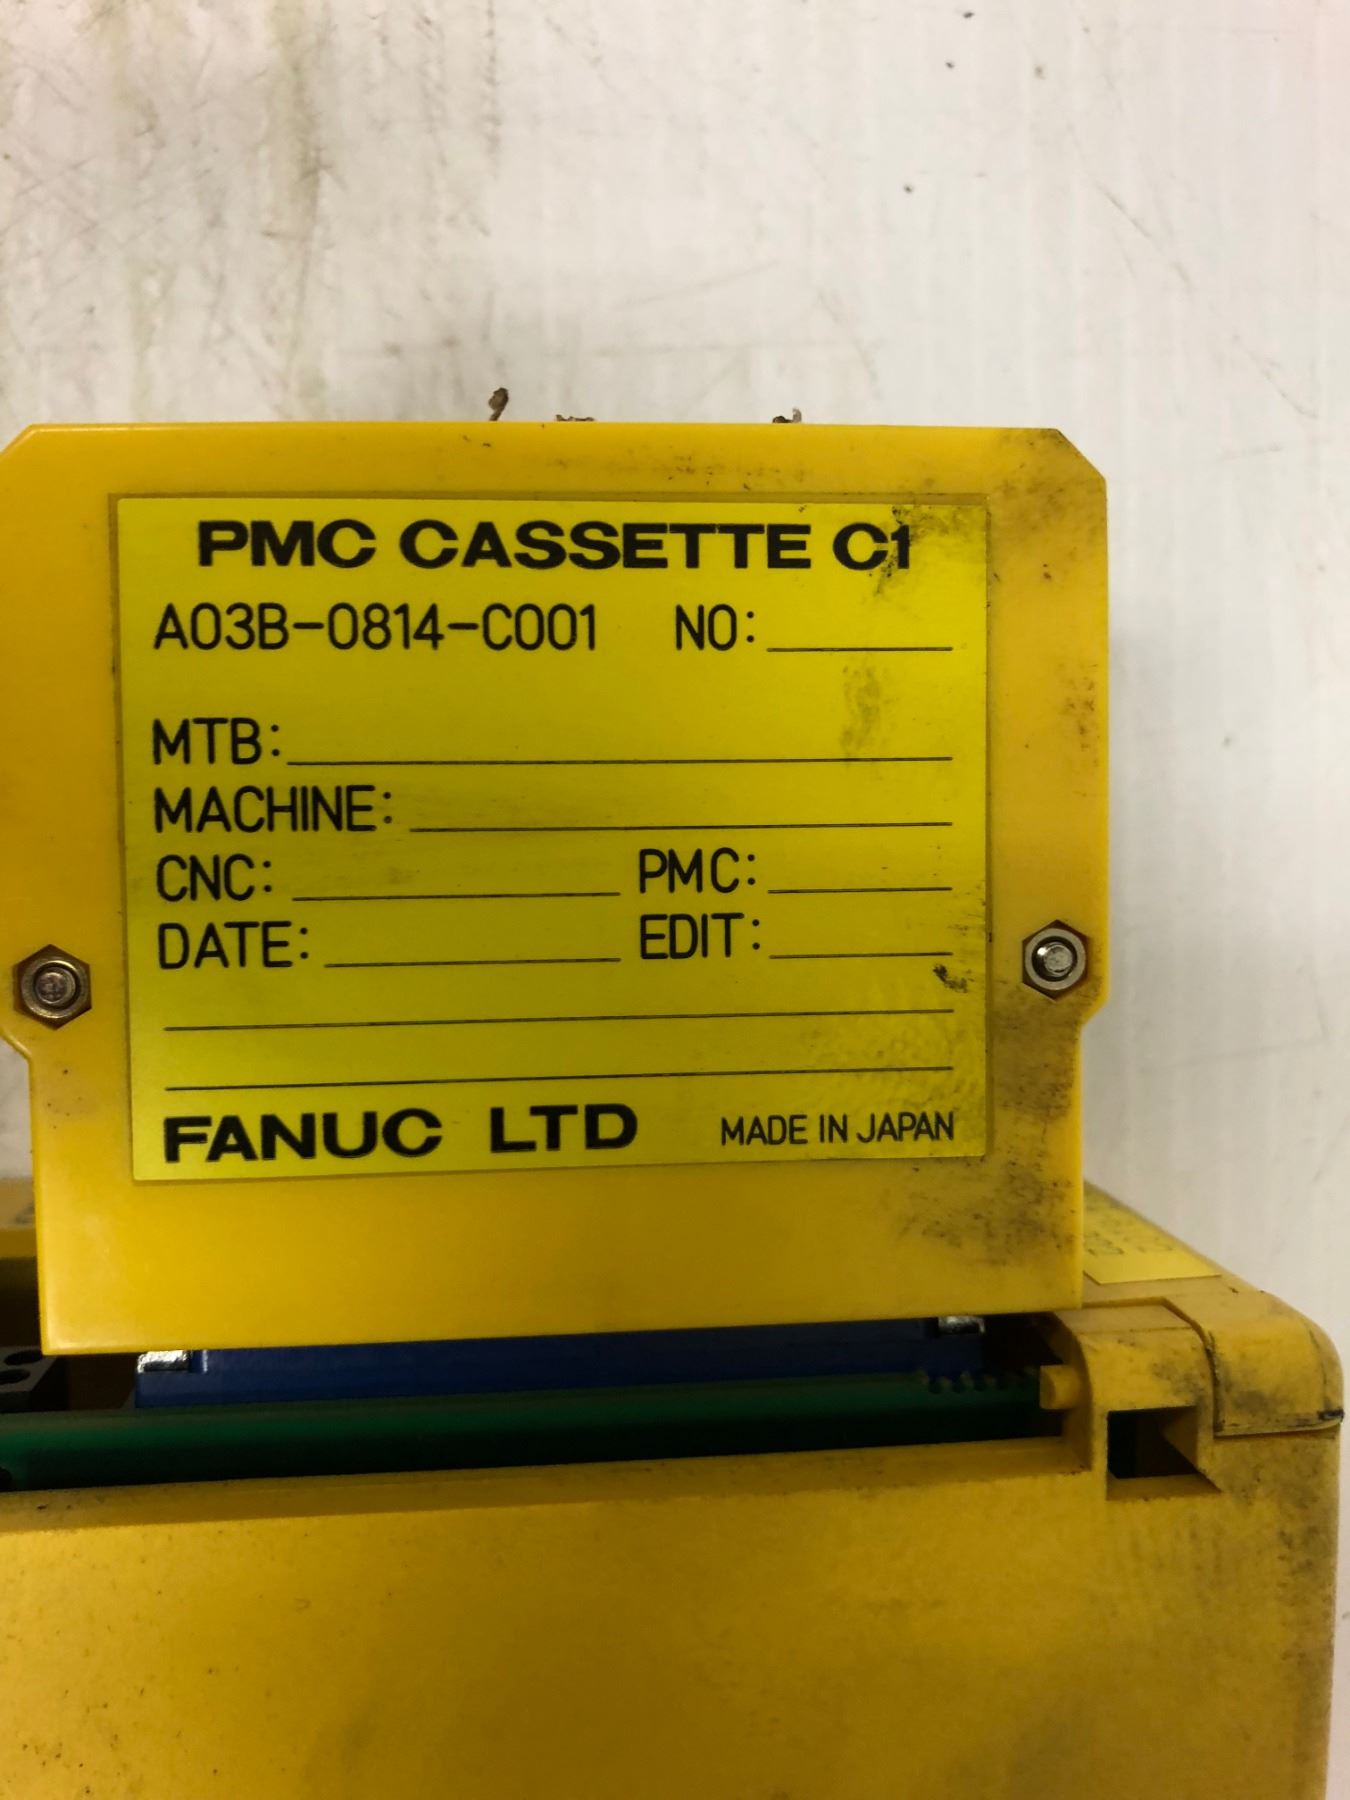 PMC CASSETTE C1
A03B-0814-C001 NO:
MTB:
MACHINE:
CNC: PMC:
DATE: EDIT:
FANUC LTD MADE IN JAPAN